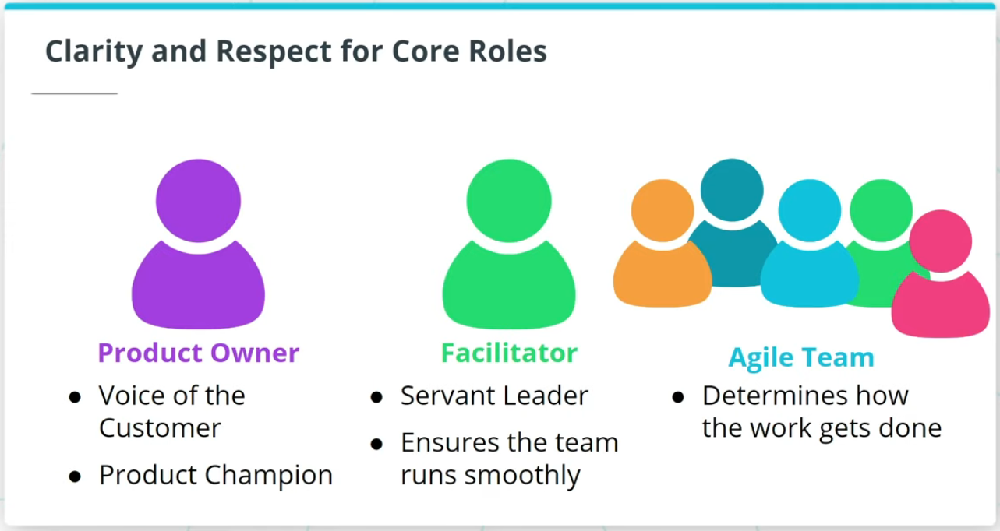 Clarity and Respect for Core Roles
Product Owner
● Voice of the
Customer
● Product Champion
Facilitator
● Servant Leader
● Ensures the team
runs smoothly
Agile Team
● Determines how
the work gets done